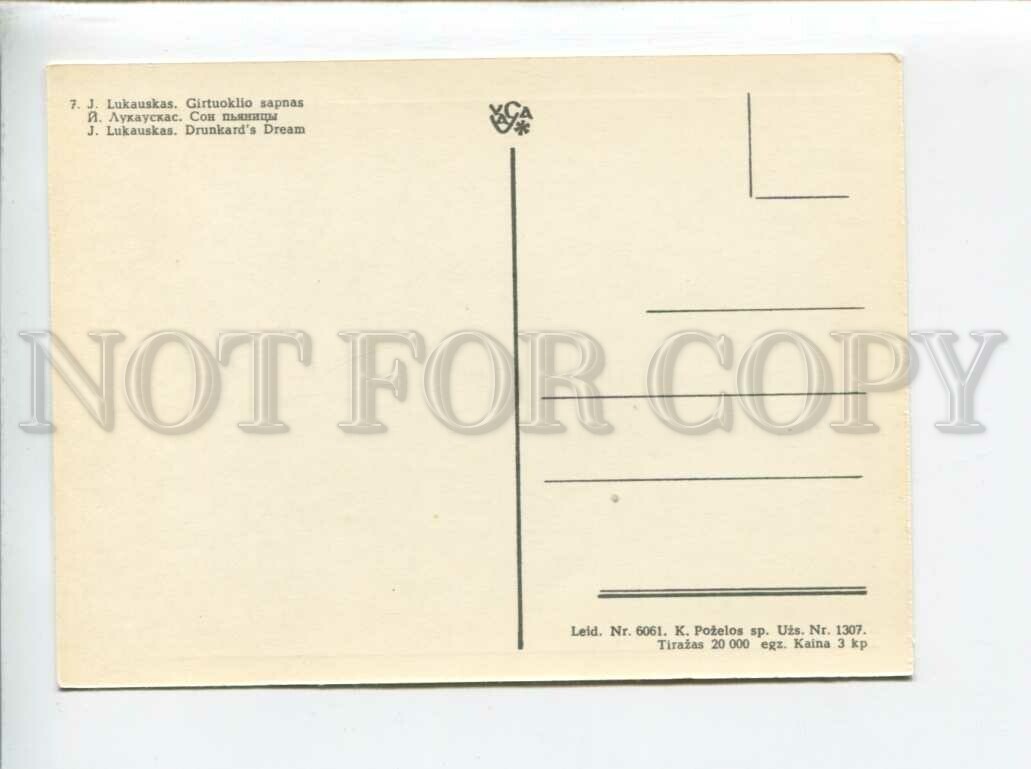 7. J. Lukauskas. Girtuoklio sapnas
Й. Лукаускас. Сон пьяницы
J. Lukauskas. Drunkard's Dream
NOT FOR COPY
Leid. Nr. 6061. K. Poželos sp. Užs. Nr. 1307.
Tiražas 20 000 egz. Kaina 3 kp